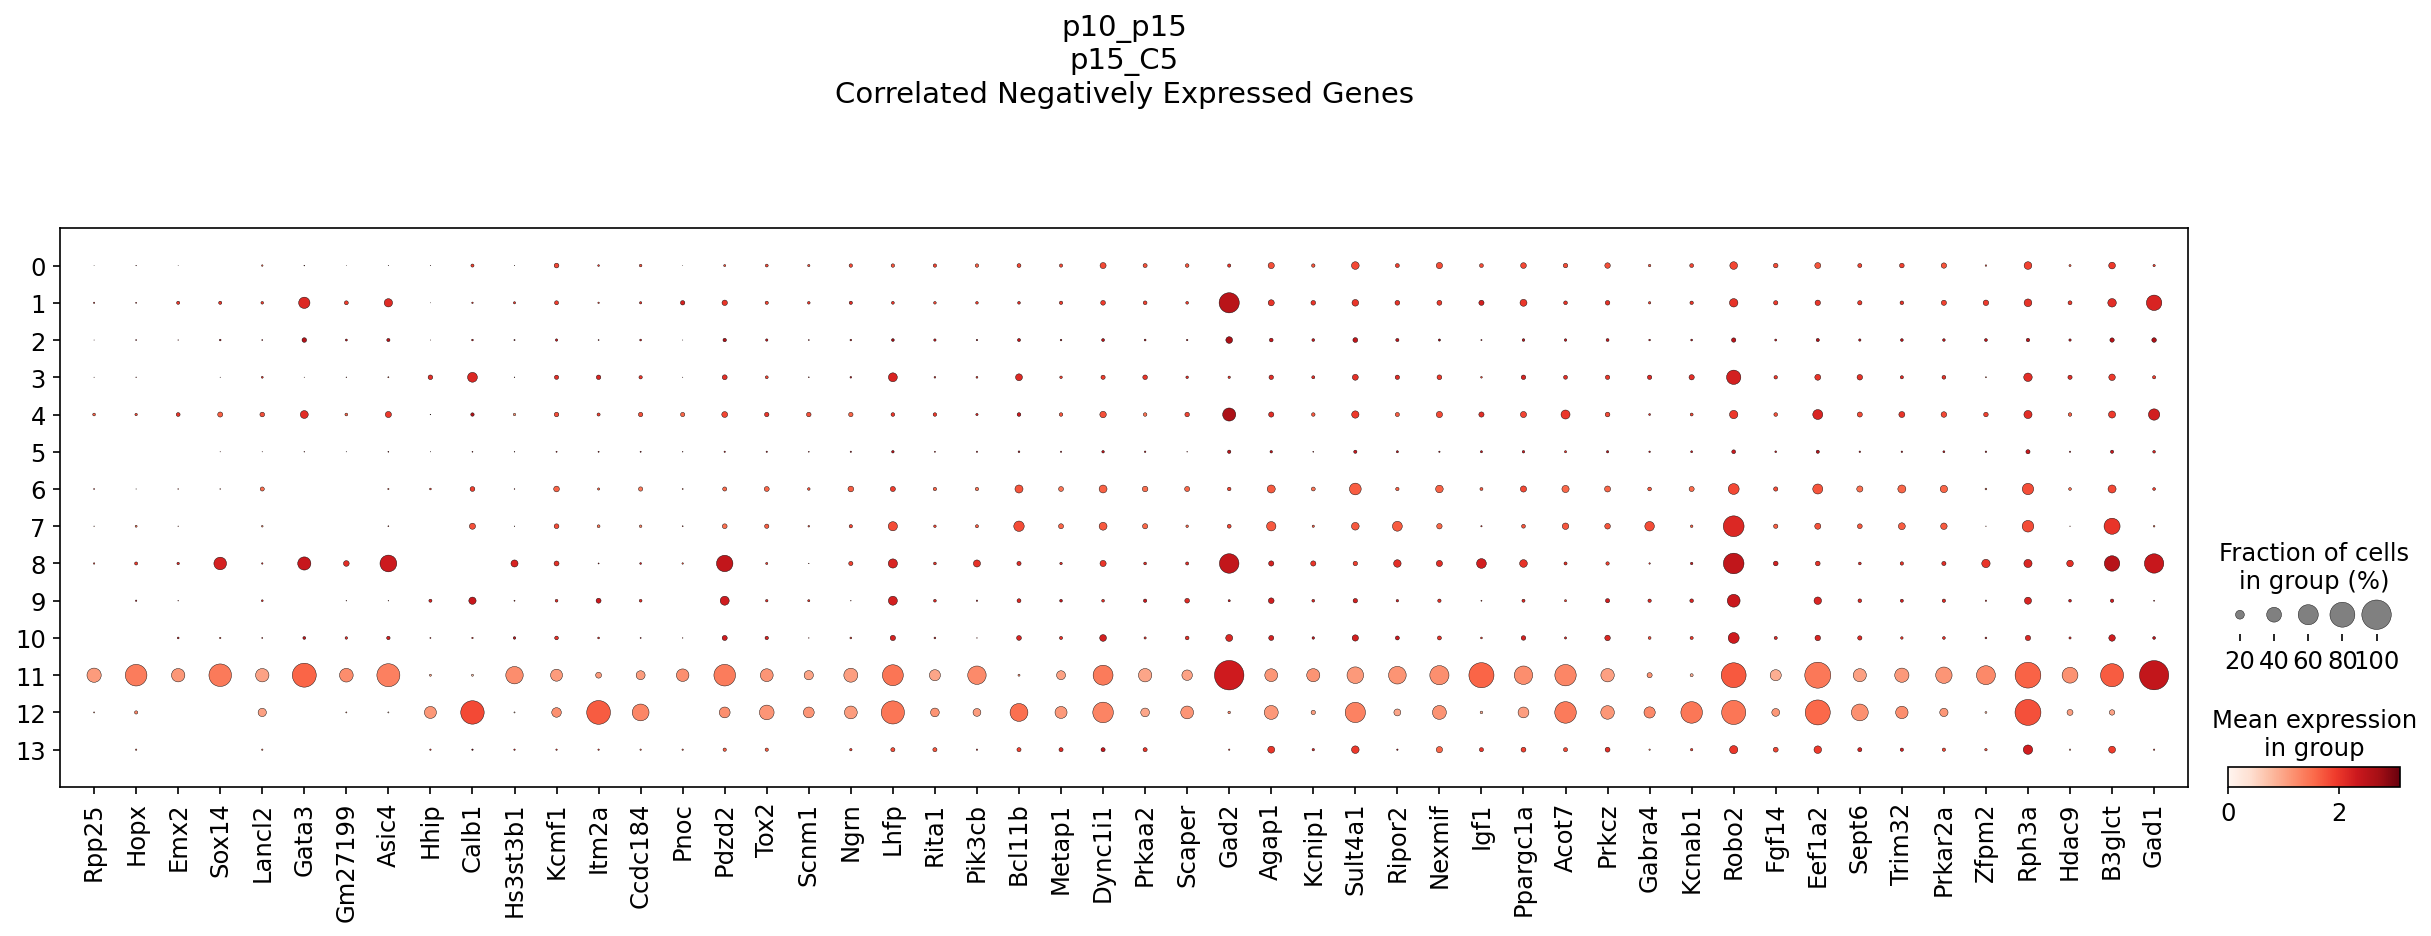 p10_p15
p15_C5
Correlated Negatively Expressed Genes
0
1
2
3
4
5
6
7
8
9
10
11
12
13
Rpp25 Hopx Emx2 Sox14 Lancl2 Gata3 Gm27199 Asic4 Hhip Calb1 Hs3st3b1 Kcmf1 Itm2a Ccdc184 Pnoc Pdzd2 Tox2 Scnm1 Ngrn Lhfp Rita1 Pik3cb Bcl11b Metap1 Dync1i1 Prkaa2 Scaper Gad2 Agap1 Kcnip1 Sult4a1 Ripor2 Nexmif Igf1 Ppargc1a Acot7 Prkcz Gabra4 Kcnab1 Robo2 Fgf14 Eef1a2 Sept6 Trim32 Prkar2a Zfpm2 Rph3a Hdac9 B3glct Gad1
Fraction of cells
in group (%)
20 40 60 80 100
Mean expression
in group
0 2